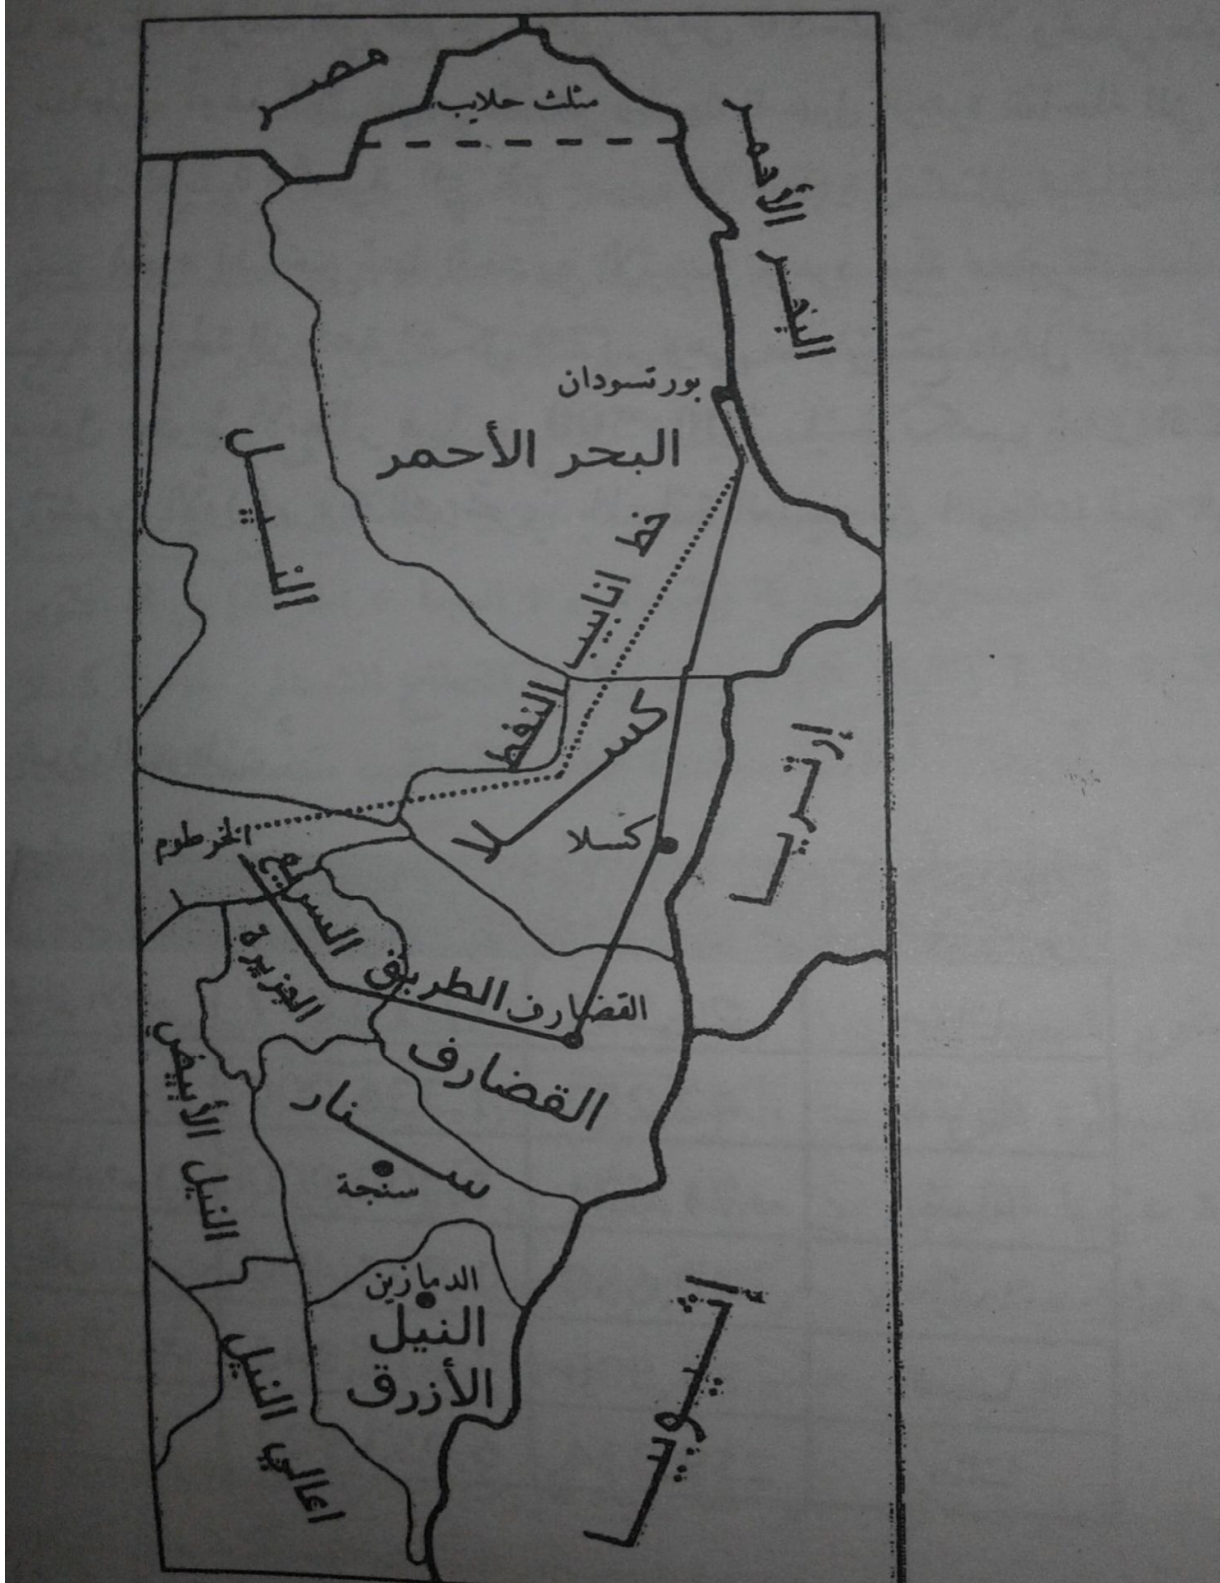 مصر
مثلث حلايب
البحر الأحمر
بورتسودان
البحر الأحمر
النيل
خط انابيب النفط
كسلا
إرتريا
كسلا
الخرطوم
الطريق السريع
الجزيرة
القضارف
القضارف
النيل الأبيض
سنار
سنجة
الدمازين
النيل
الأزرق
إثيوبيا
اعالي النيل